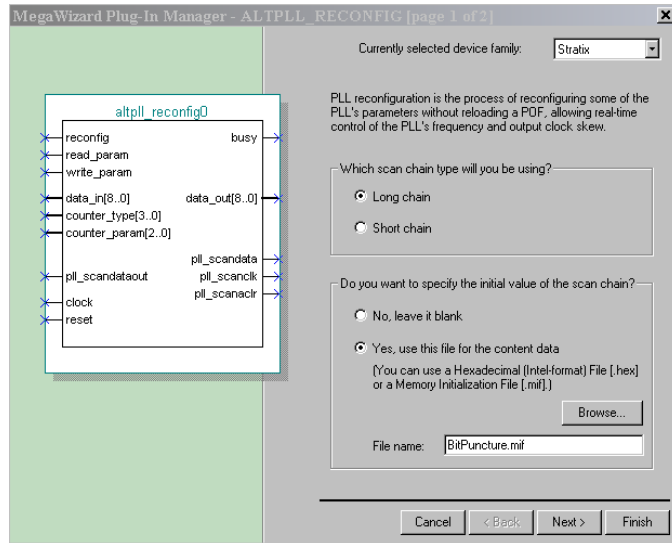 MegaWizard Plug-In Manager - ALTPLL_RECONFIG [page 1 of 2]
Currently selected device family:
Stratix
altpll_reconfig0
reconfig
busy
read_param
write_param
data_in[8..0]
data_out[8..0]
counter_type[3..0]
counter_param[2..0]
pll_scandata
pll_scandataout
pll_scanclk
pll_scanaclr
clock
reset
PLL reconfiguration is the process of reconfiguring some of the
PLL's parameters without reloading a POF, allowing real-time
control of the PLL's frequency and output clock skew.
Which scan chain type will you be using?
Long chain
Short chain
Do you want to specify the initial value of the scan chain?
No, leave it blank
Yes, use this file for the content data
(You can use a Hexadecimal (Intel-format) File [.hex]
or a Memory Initialization File [.mif].)
Browse...
File name:
BitPuncture.mif
Cancel
< Back
Next >
Finish